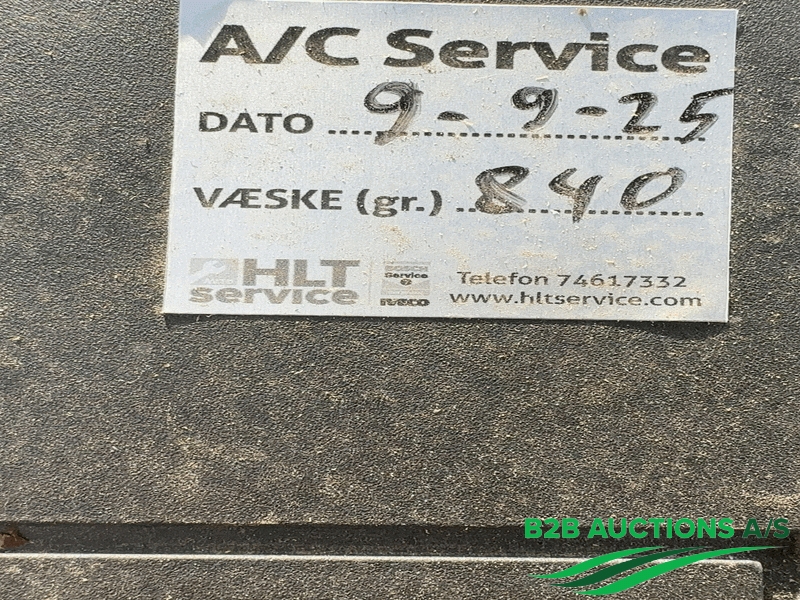 A/C Service
DATO 9-9-25
VÆSKE (gr.) 840
HLT service
Service
IVECO
Telefon 74617332
www.hltservice.com
B2B AUCTIONS A/S